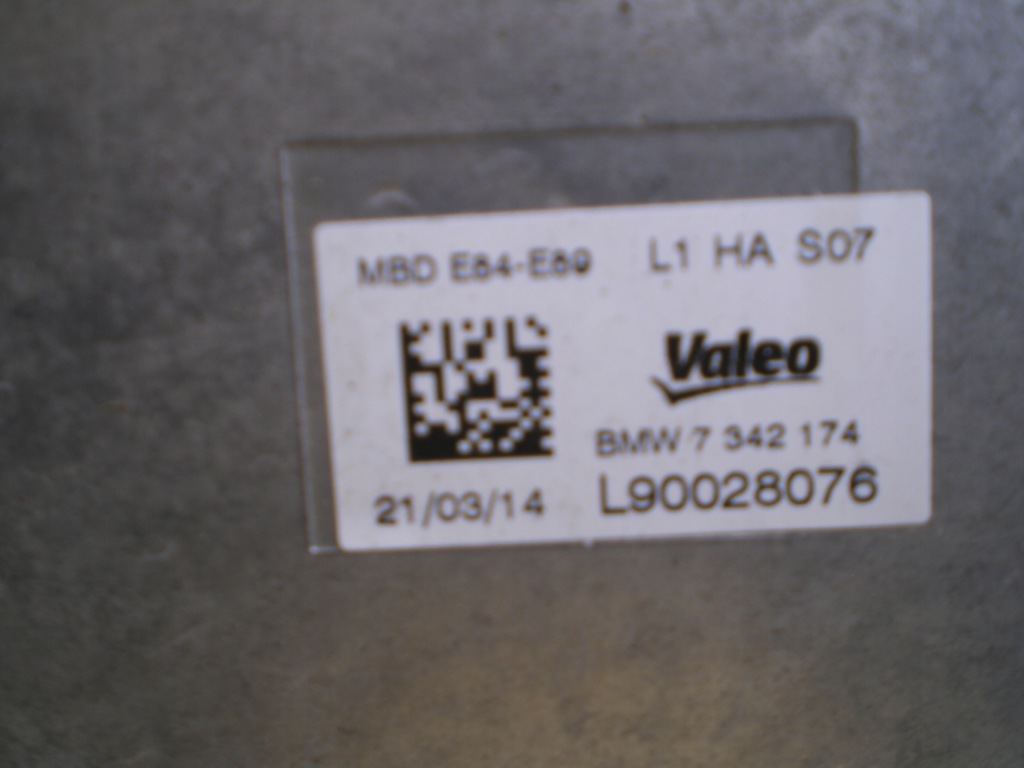 MBD E84-E89 L1 HA S07
Valeo
BMW 7 342 174
21/03/14 L90028076